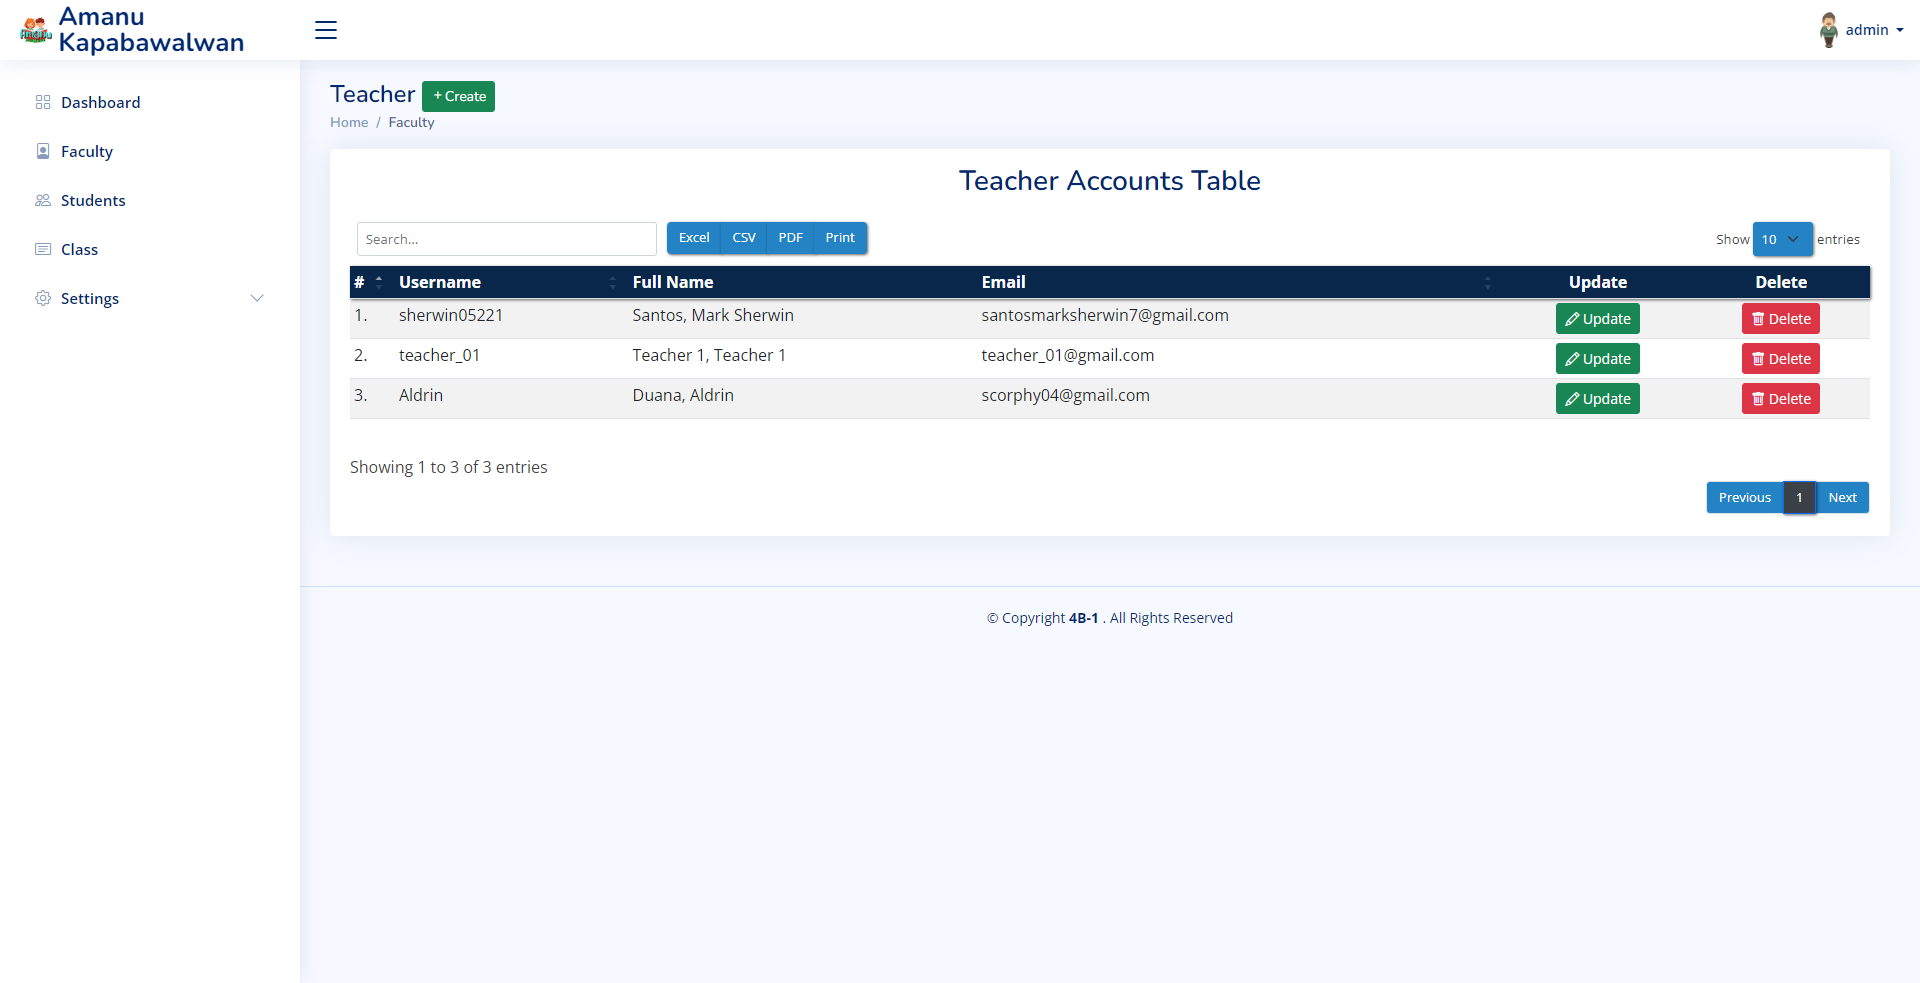 Amanu
Kapabawalwan
admin
Dashboard
Faculty
Students
Class
Settings
Teacher + Create
Home / Faculty
Teacher Accounts Table
Search...
Excel CSV PDF Print
Show 10 entries
# Username Full Name Email Update Delete
1. sherwin05221 Santos, Mark Sherwin santosmarksherwin7@gmail.com Update Delete
2. teacher_01 Teacher 1, Teacher 1 teacher_01@gmail.com Update Delete
3. Aldrin Duana, Aldrin scorphy04@gmail.com Update Delete
Showing 1 to 3 of 3 entries
Previous 1 Next
© Copyright 4B-1 . All Rights Reserved